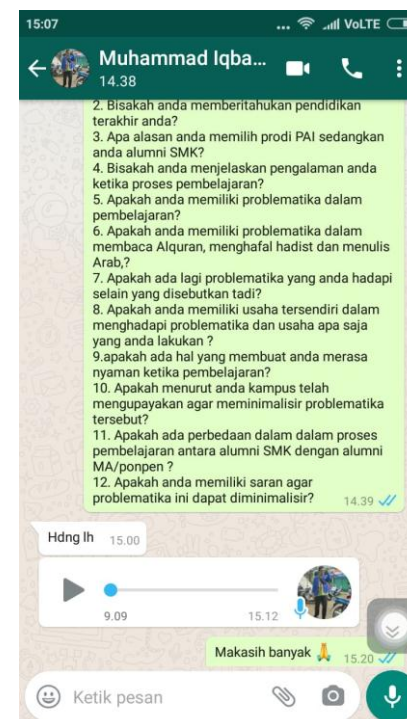 15:07
... VoLTE
Muhammad Iqba...
14.38
2. Bisakah anda memberitahukan pendidikan
terakhir anda?
3. Apa alasan anda memilih prodi PAI sedangkan
anda alumni SMK?
4. Bisakah anda menjelaskan pengalaman anda
ketika proses pembelajaran?
5. Apakah anda memiliki problematika dalam
pembelajaran?
6. Apakah anda memiliki problematika dalam
membaca Alquran, menghafal hadist dan menulis
Arab,?
7. Apakah ada lagi problematika yang anda hadapi
selain yang disebutkan tadi?
8. Apakah anda memiliki usaha tersendiri dalam
menghadapi problematika dan usaha apa saja
yang anda lakukan ?
9.apakah ada hal yang membuat anda merasa
nyaman ketika pembelajaran?
10. Apakah menurut anda kampus telah
mengupayakan agar meminimalisir problematika
tersebut?
11. Apakah ada perbedaan dalam dalam proses
pembelajaran antara alumni SMK dengan alumni
MA/ponpen ?
12. Apakah anda memiliki saran agar
problematika ini dapat diminimalisir? 14.39
Hdng lh 15.00
9.09 15.12
Makasih banyak 🙏 15.20
Ketik pesan